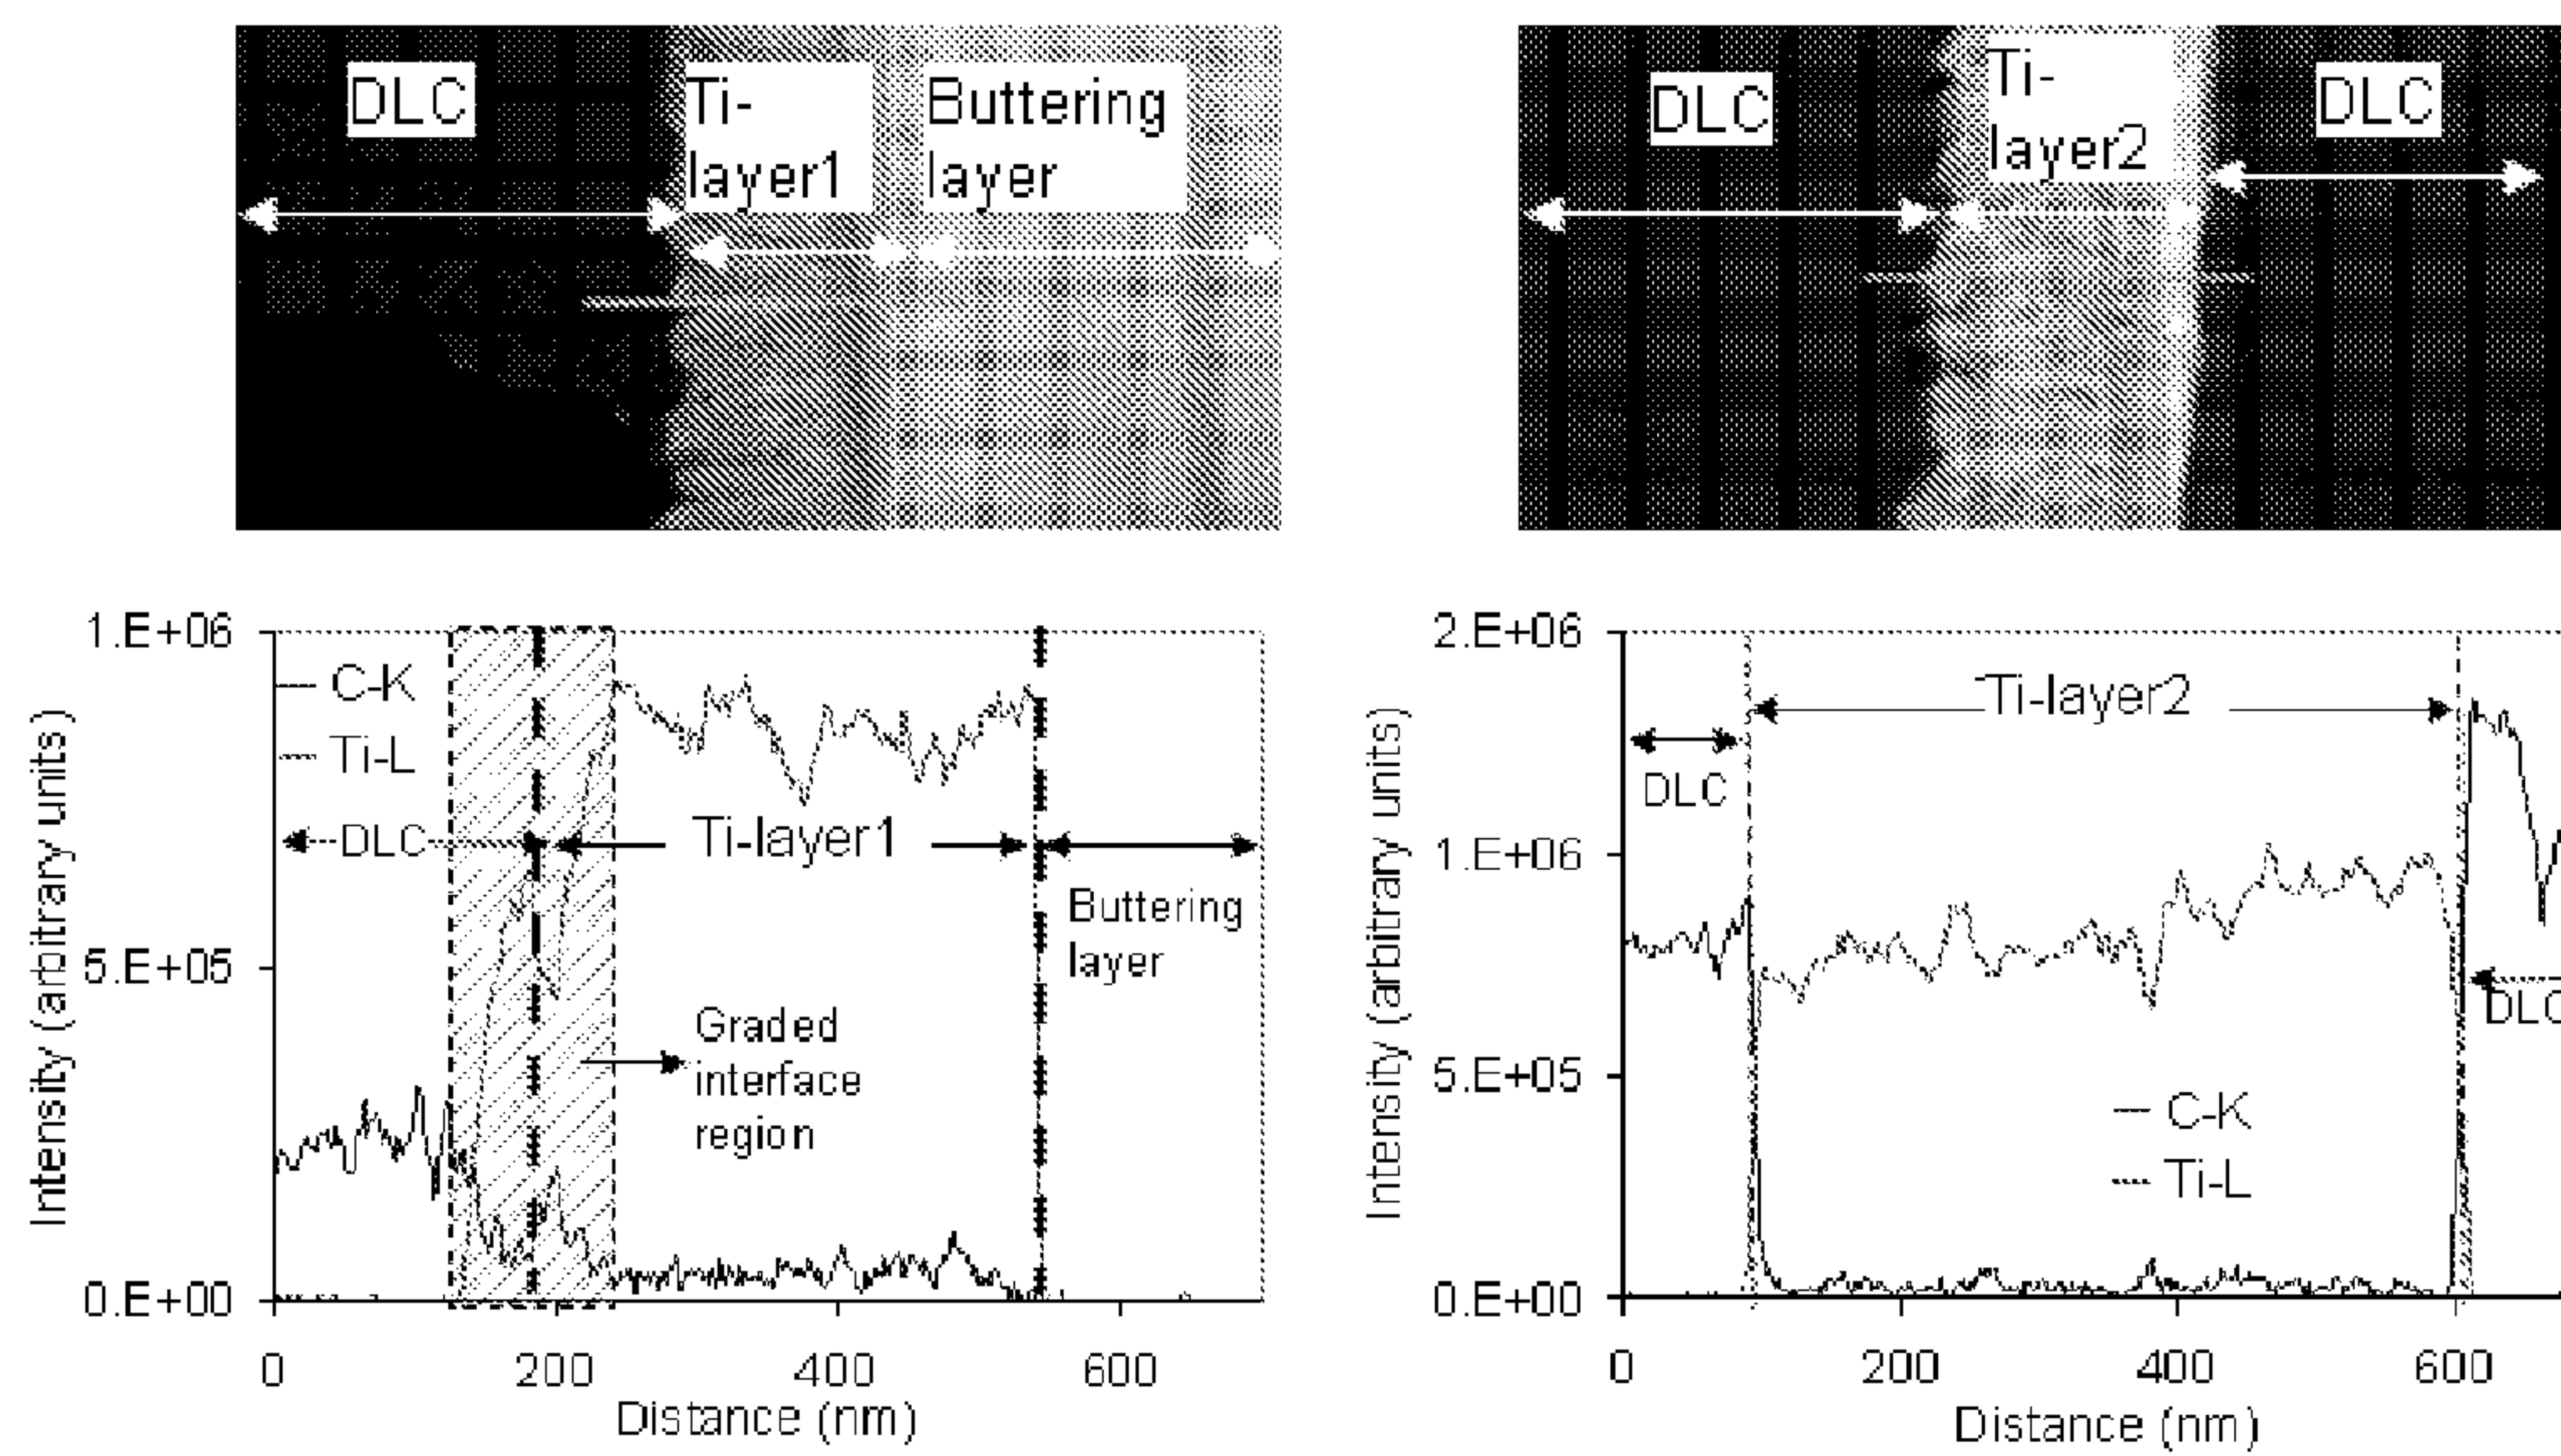 DLC
Ti-
layer1
Buttering
layer
DLC
Ti-
layer2
DLC
1.E+06
5.E+05
0.E+00
Intensity (arbitrary units)
C-K
Ti-L
DLC
Ti-layer1
Buttering
layer
Graded
interface
region
0 200 400 600
Distance (nm)
2.E+06
1.E+06
5.E+05
0.E+00
Intensity (arbitrary units)
Ti-layer2
DLC
DLC
C-K
Ti-L
0 200 400 600
Distance (nm)